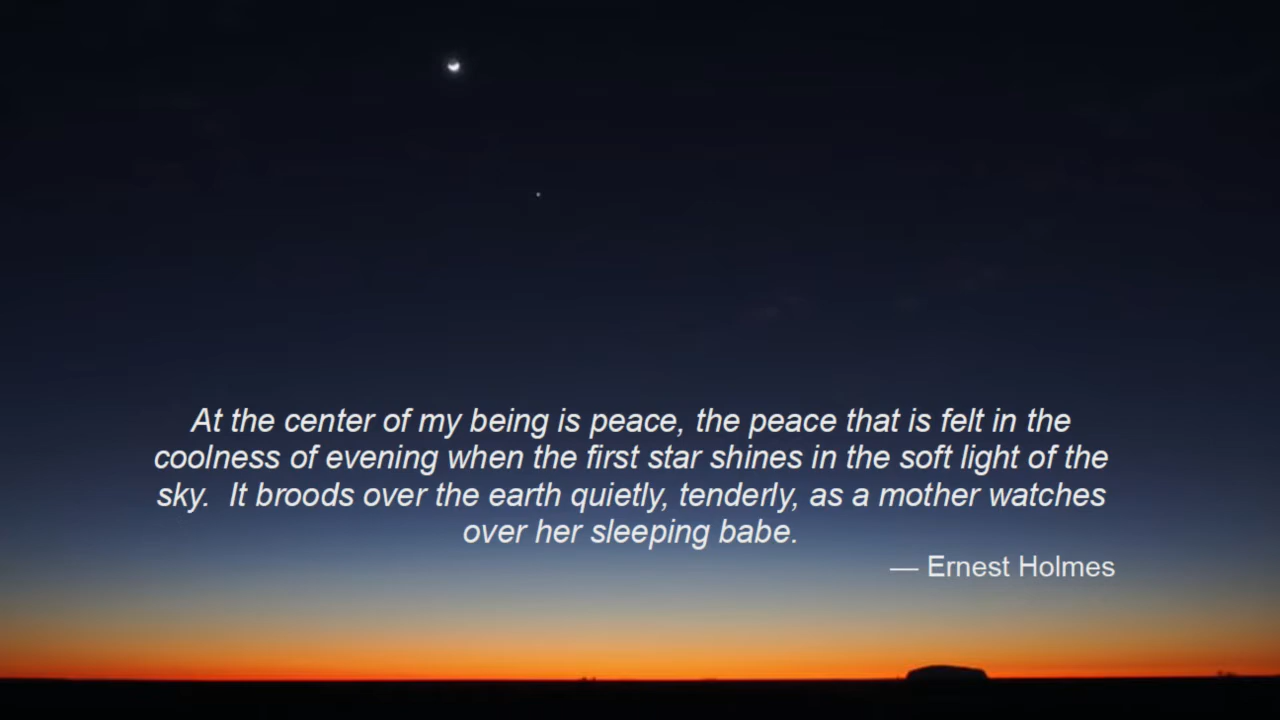 At the center of my being is peace, the peace that is felt in the
coolness of evening when the first star shines in the soft light of the
sky.  It broods over the earth quietly, tenderly, as a mother watches
over her sleeping babe.
— Ernest Holmes